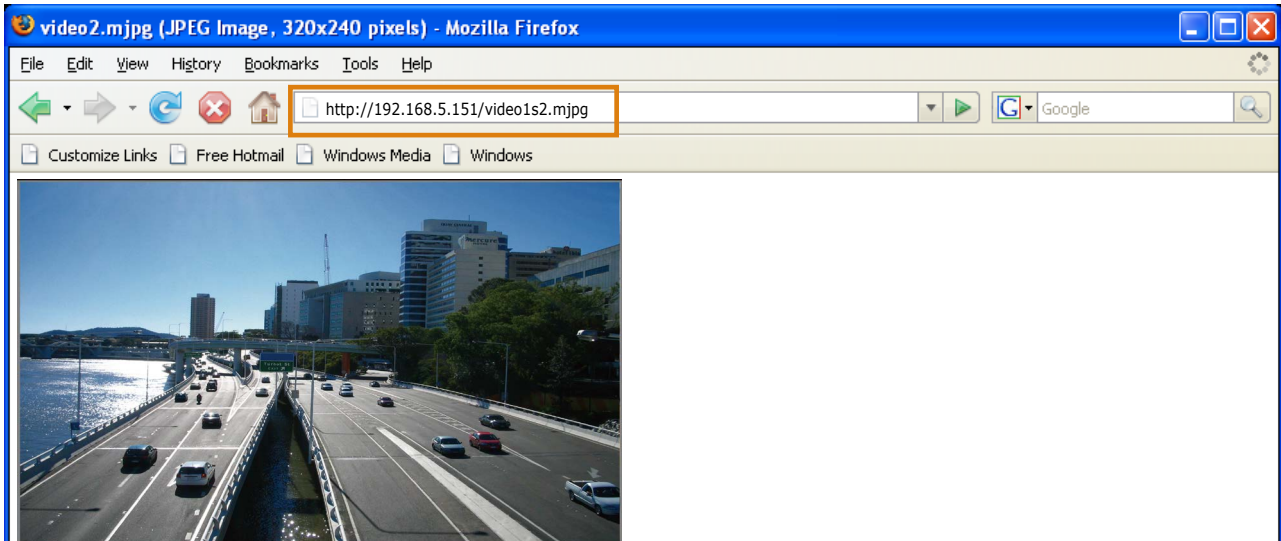 video2.mjpg (JPEG Image, 320x240 pixels) - Mozilla Firefox
File Edit View History Bookmarks Tools Help
http://192.168.5.151/video1s2.mjpg G Google
Customize Links Free Hotmail Windows Media Windows
Mercure